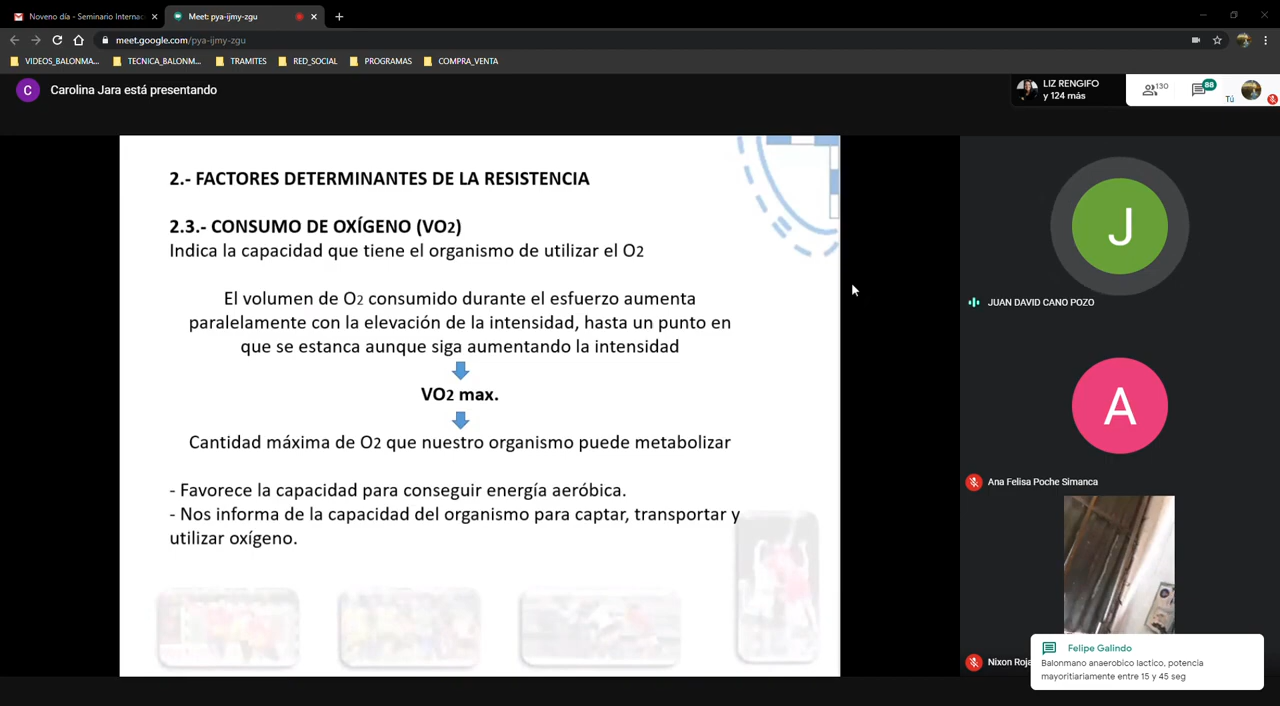 Noveno día - Seminario Interna
Meet: pya-ijmy-zgu
meet.google.com/pya-ijmy-zgu
VIDEOS_BALONMA...
TECNICA_BALONM...
TRAMITES
RED_SOCIAL
PROGRAMAS
COMPRA_VENTA
C
Carolina Jara está presentando
LIZ RENGIFO
y 124 más
130
88
Tú
2.- FACTORES DETERMINANTES DE LA RESISTENCIA
2.3.- CONSUMO DE OXÍGENO (VO2)
Indica la capacidad que tiene el organismo de utilizar el O2
El volumen de O2 consumido durante el esfuerzo aumenta
paralelamente con la elevación de la intensidad, hasta un punto en
que se estanca aunque siga aumentando la intensidad
VO2 max.
Cantidad máxima de O2 que nuestro organismo puede metabolizar
- Favorece la capacidad para conseguir energía aeróbica.
- Nos informa de la capacidad del organismo para captar, transportar y
utilizar oxígeno.
J
JUAN DAVID CANO POZO
A
Ana Felisa Poche Simanca
Nixon Roja
Felipe Galindo
Balonmano anaerobico lactico, potencia
mayoritiariamente entre 15 y 45 seg